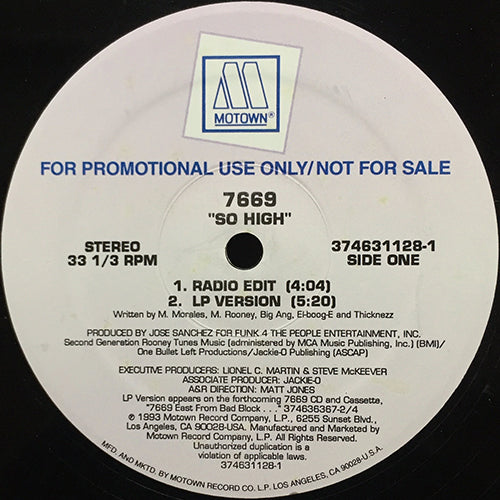 MOTOWN®
FOR PROMOTIONAL USE ONLY/NOT FOR SALE
7669
"SO HIGH"
STEREO
33 1/3 RPM
374631128-1
SIDE ONE
1. RADIO EDIT (4:04)
2. LP VERSION (5:20)
Written by M. Morales, M. Rooney, Big Ang, El-boog-E and Thicknezz
PRODUCED BY JOSE SANCHEZ FOR FUNK 4 THE PEOPLE ENTERTAINMENT, INC.
Second Generation Rooney Tunes Music (administered by MCA Music Publishing, Inc.) (BMI)/
One Bullet Left Productions/Jackie-O Publishing (ASCAP)
EXECUTIVE PRODUCERS: LIONEL C. MARTIN & STEVE McKEEVER
ASSOCIATE PRODUCER: JACKIE-O
A&R DIRECTION: MATT JONES
LP Version appears on the forthcoming 7669 CD and Cassette,
"7669 East From Bad Block . . ." 374636367-2/4
℗ 1993 Motown Record Company, L.P., 6255 Sunset Blvd.,
Los Angeles, CA 90028-USA. Manufactured and Marketed by
Motown Record Company, L.P. All Rights Reserved.
Unauthorized duplication is a
violation of applicable laws.
374631128-1
MFD. AND MKTD. BY MOTOWN RECORD CO. L.P. LOS ANGELES, CA 90028-U.S.A.